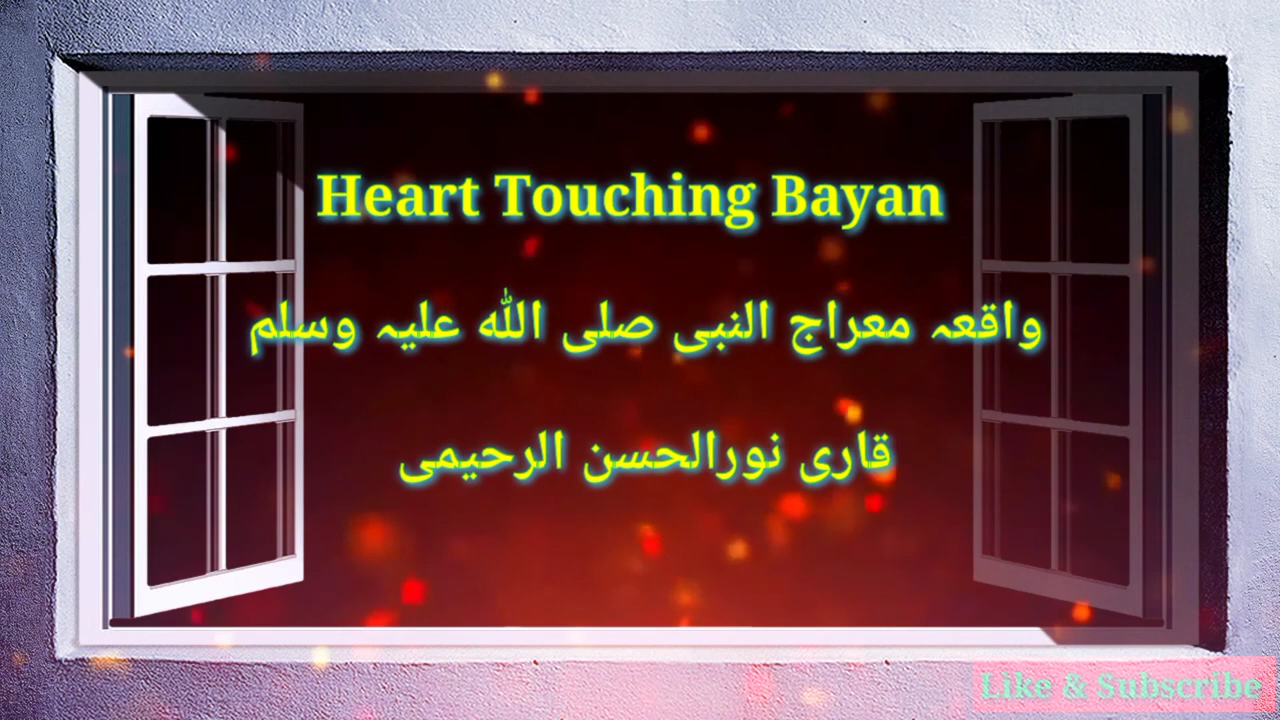 Heart Touching Bayan
واقعہ معراج النبی صلی اللہ علیہ وسلم
قاری نورالحسن الرحیمی
Like & Subscribe